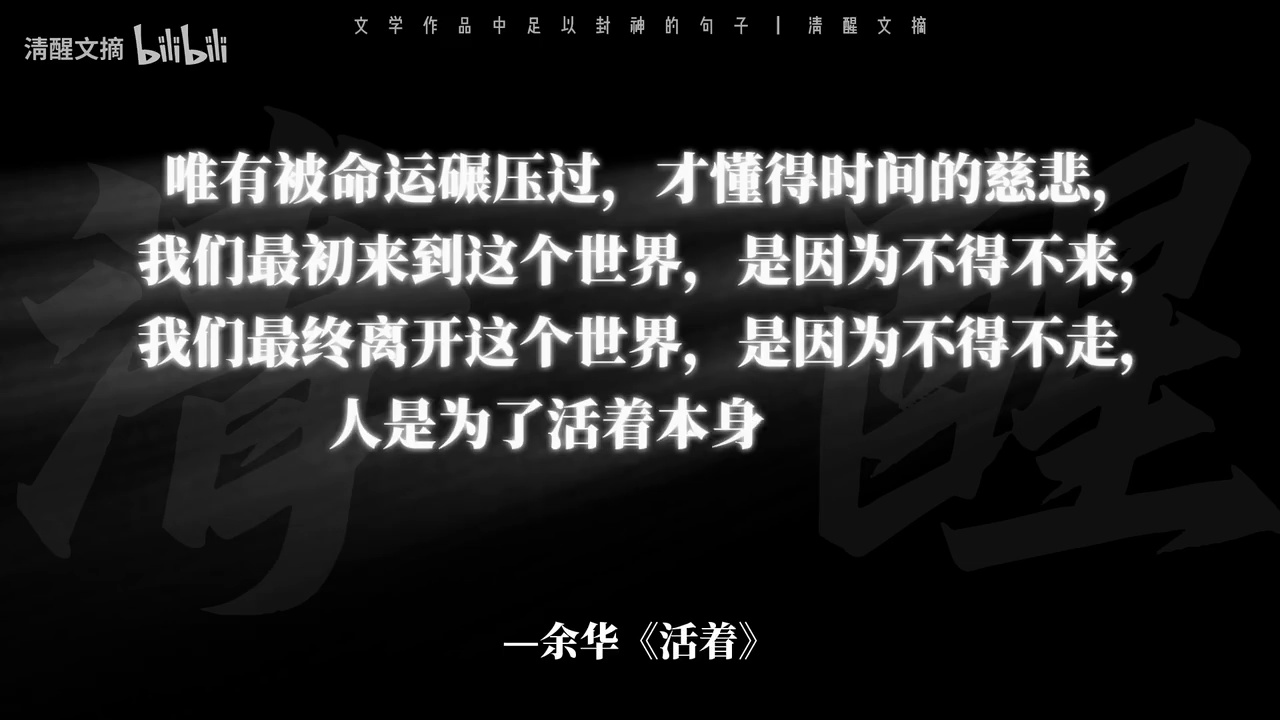 文学作品中足以封神的句子 | 清醒文摘
清醒文摘 bilibili
唯有被命运碾压过，才懂得时间的慈悲，
我们最初来到这个世界，是因为不得不来，
我们最终离开这个世界，是因为不得不走，
人是为了活着本身
—余华《活着》
清醒